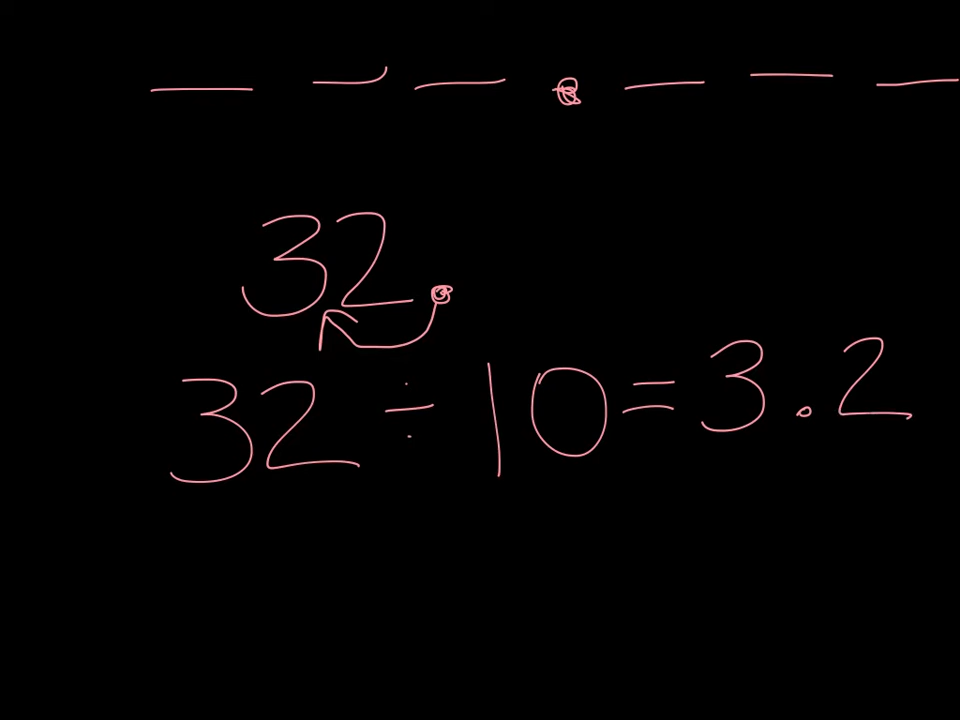 _ _ _ . _ _ _
32.
32 ÷ 10 = 3.2